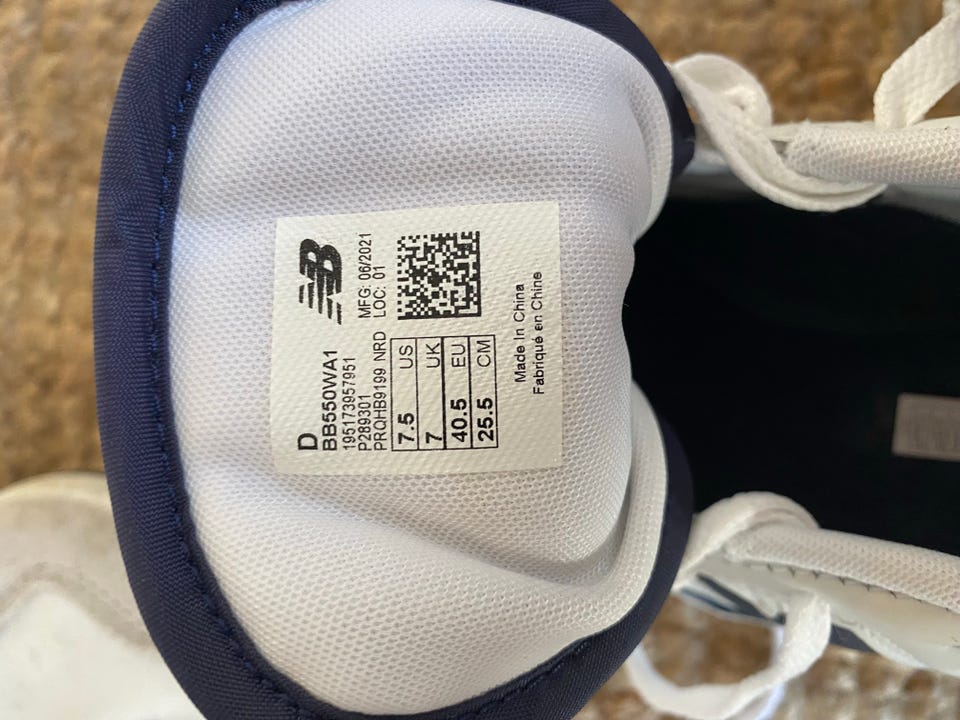 D
BB550WA1
195173957951
P289301
PRQHB9199 NRD
NB
MFG: 06/2021
LOC: 01
7.5 US
7 UK
40.5 EU
25.5 CM
Made In China
Fabriqué en Chine